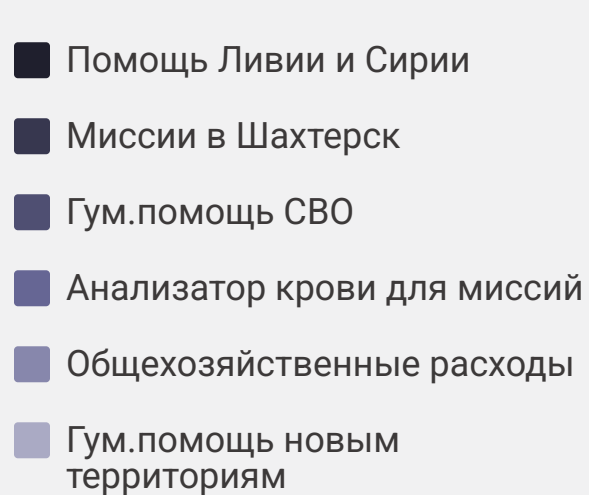 Помощь Ливии и Сирии
Миссии в Шахтерск
Гум.помощь СВО
Анализатор крови для миссий
Общехозяйственные расходы
Гум.помощь новым
территориям